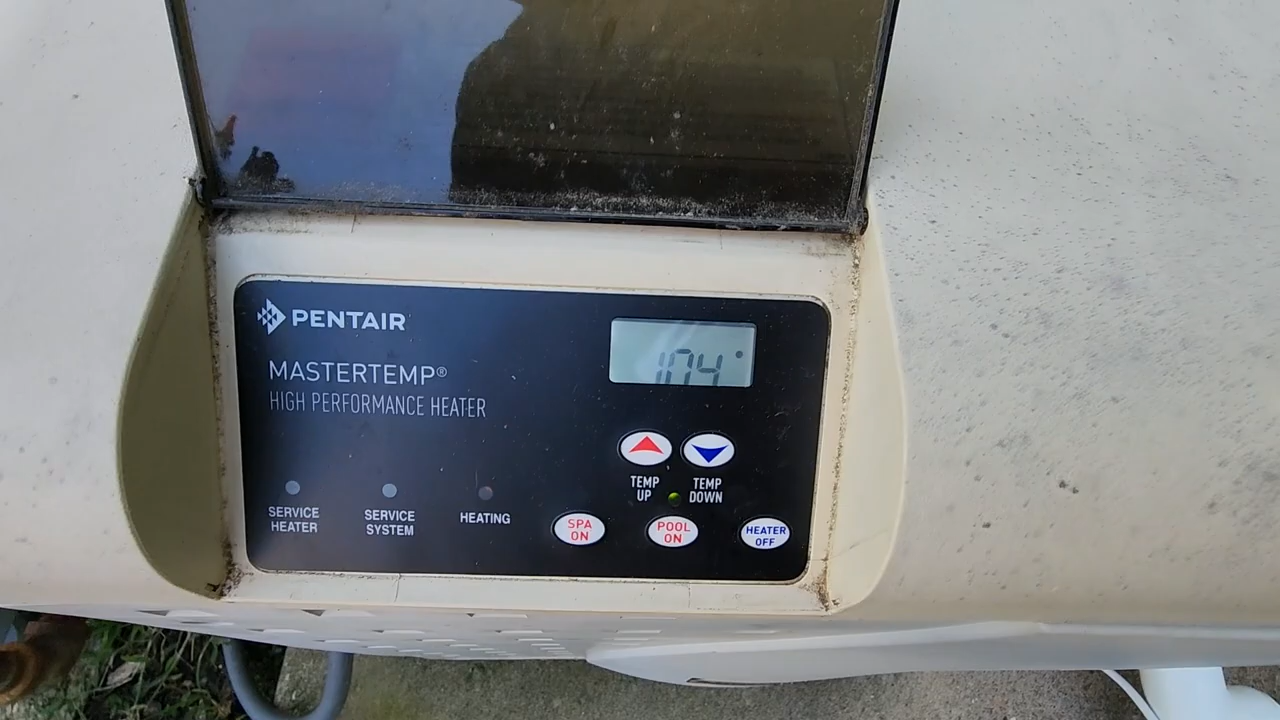 PENTAIR
MASTERTEMP®
HIGH PERFORMANCE HEATER
104°
TEMP
UP
TEMP
DOWN
SERVICE
HEATER
SERVICE
SYSTEM
HEATING
SPA
ON
POOL
ON
HEATER
OFF